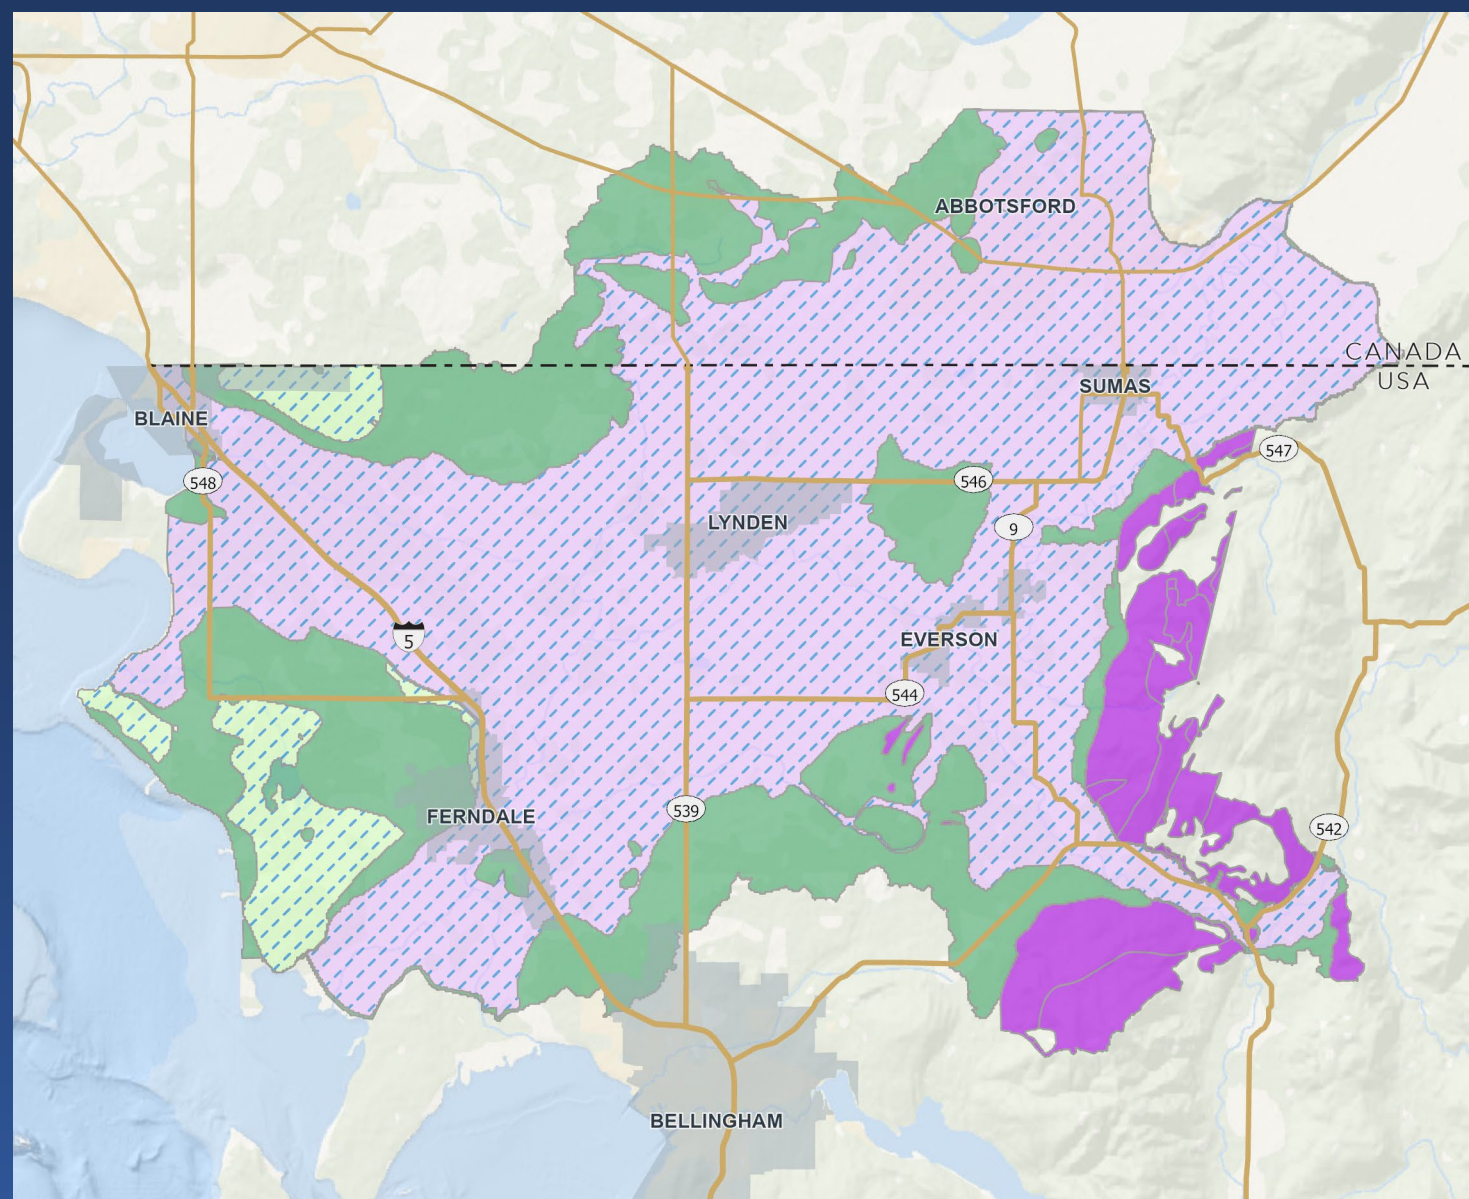 ABBOTSFORD
CANADA
USA
SUMAS
BLAINE
547
548
546
LYNDEN
9
5
EVERSON
544
539
FERNDALE
542
BELLINGHAM